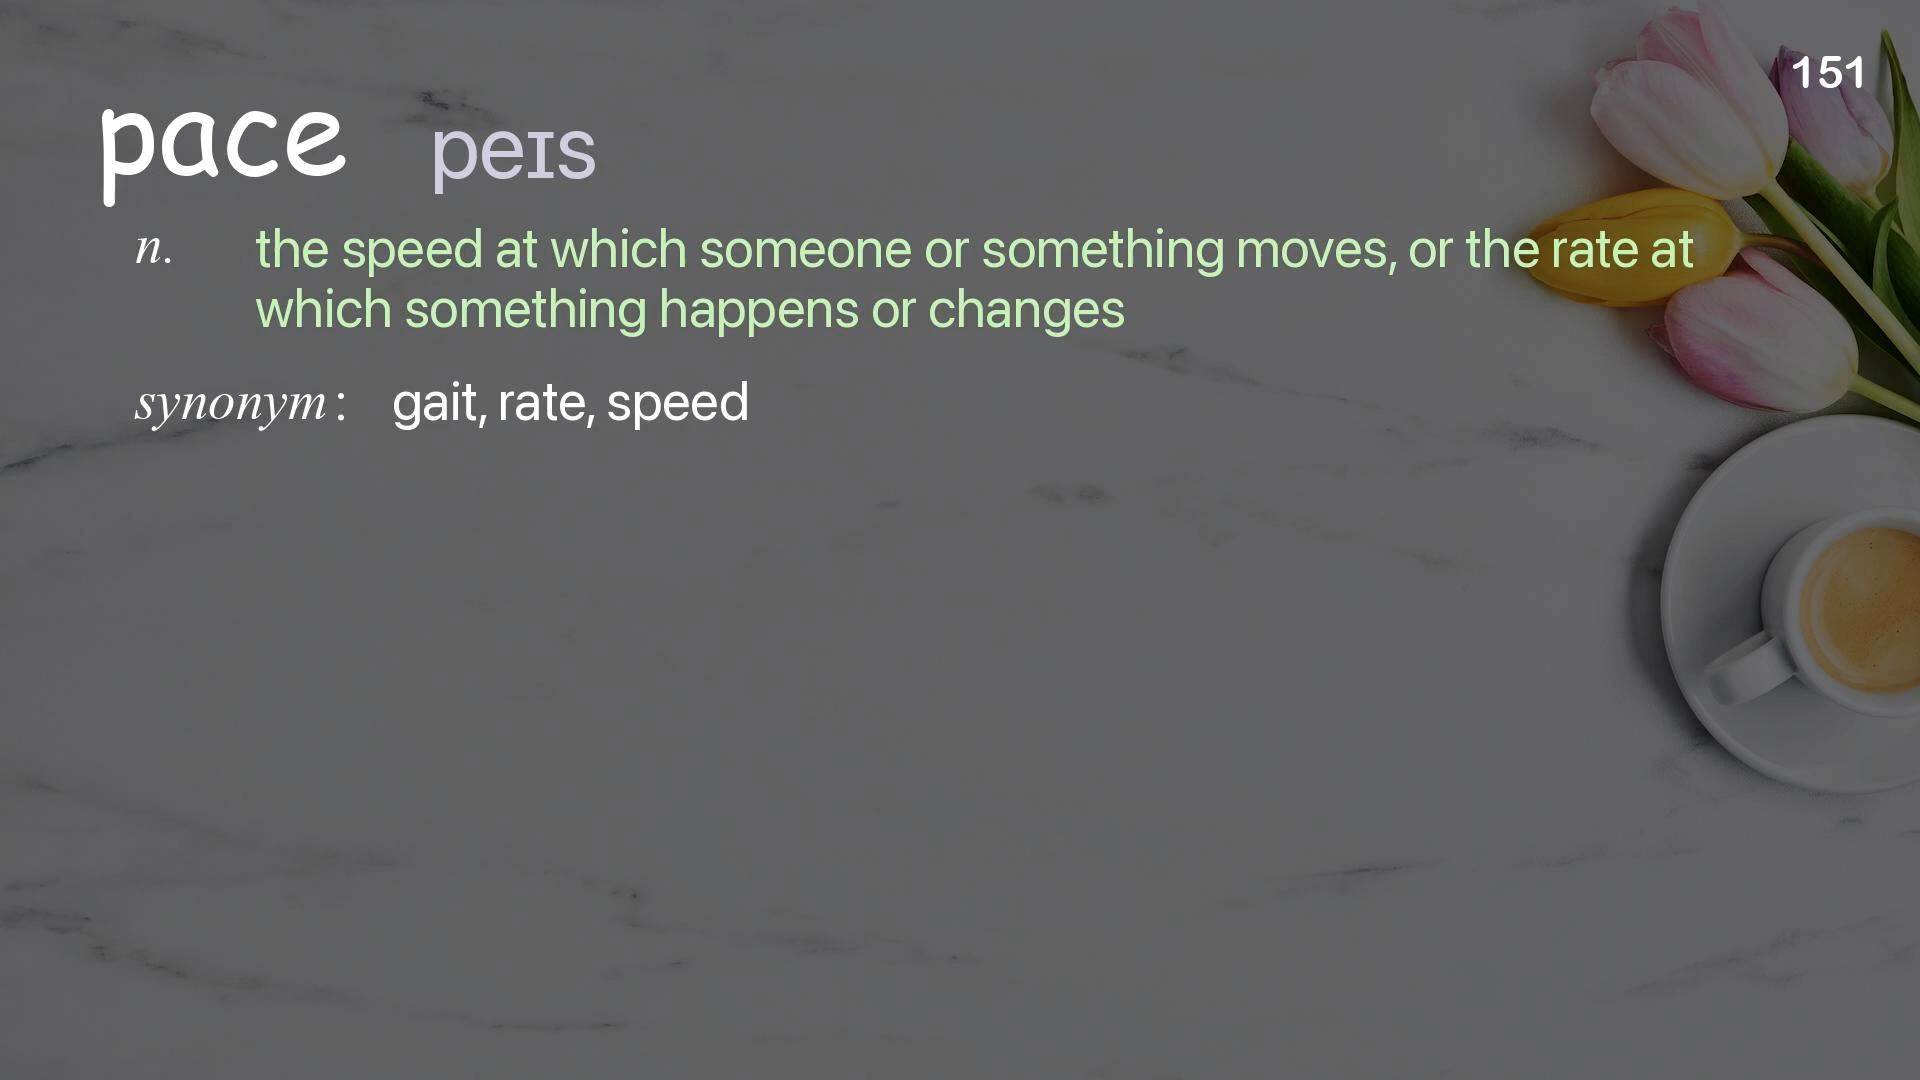 151
pace peɪs
n. the speed at which someone or something moves, or the rate at
which something happens or changes
synonym: gait, rate, speed